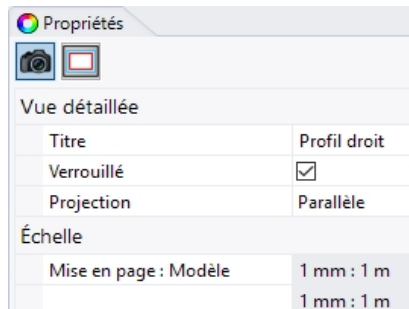 Propriétés
Vue détaillée
Titre Profil droit
Verrouillé
Projection Parallèle
Échelle
Mise en page : Modèle 1 mm : 1 m
1 mm : 1 m